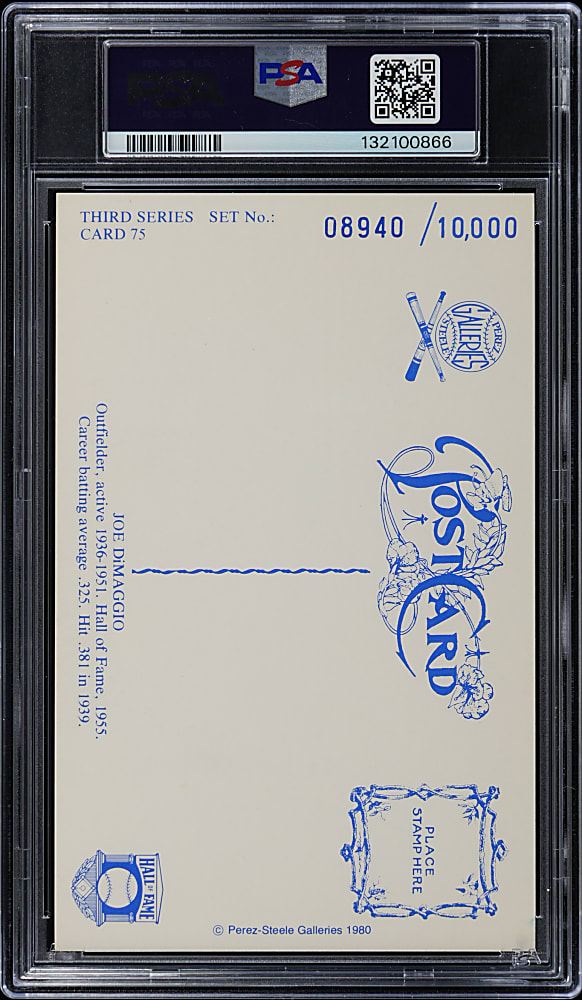 PSA
132100866
THIRD SERIES SET No.:
CARD 75
08940 /10,000
PEREZ
STEELE
GALLERIES
POSTCARD
JOE DiMAGGIO
Outfielder, active 1936-1951. Hall of Fame, 1955.
Career batting average .325. Hit .381 in 1939.
PLACE
STAMP HERE
HALL OF FAME
© Perez-Steele Galleries 1980
PSA